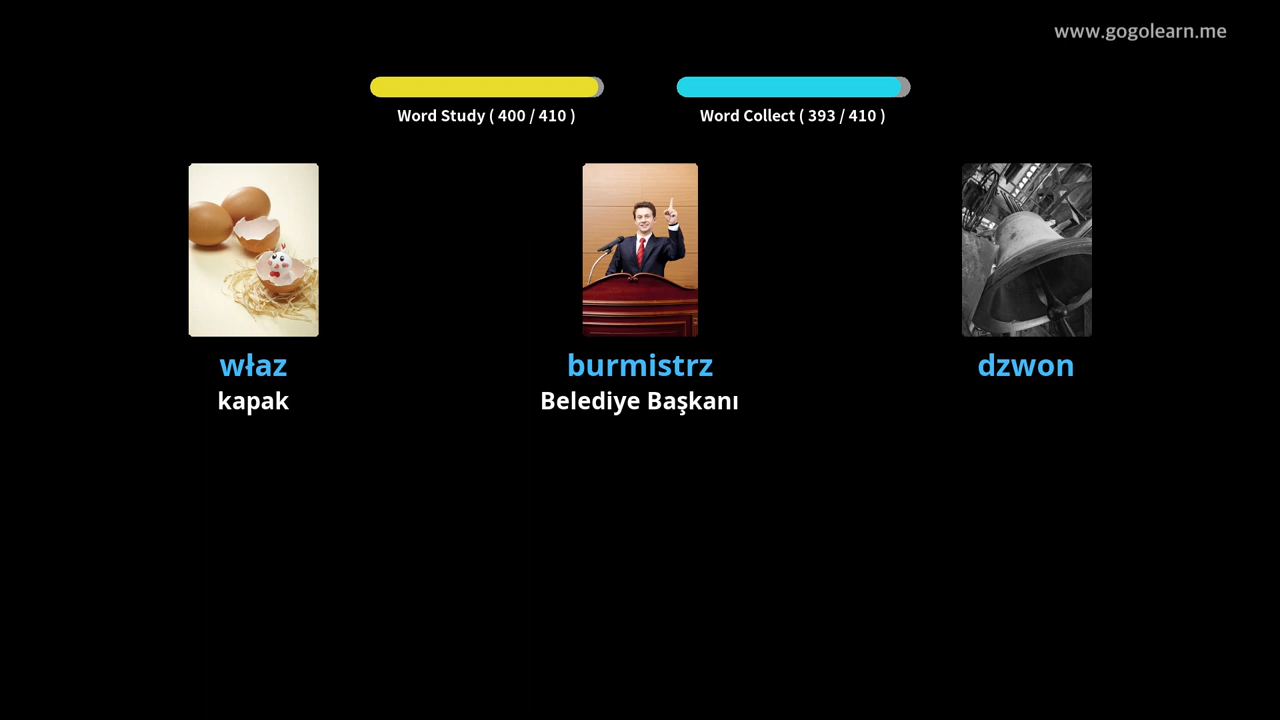 www.gogolearn.me
Word Study ( 400 / 410 )
Word Collect ( 393 / 410 )
właz
burmistrz
dzwon
kapak
Belediye Başkanı